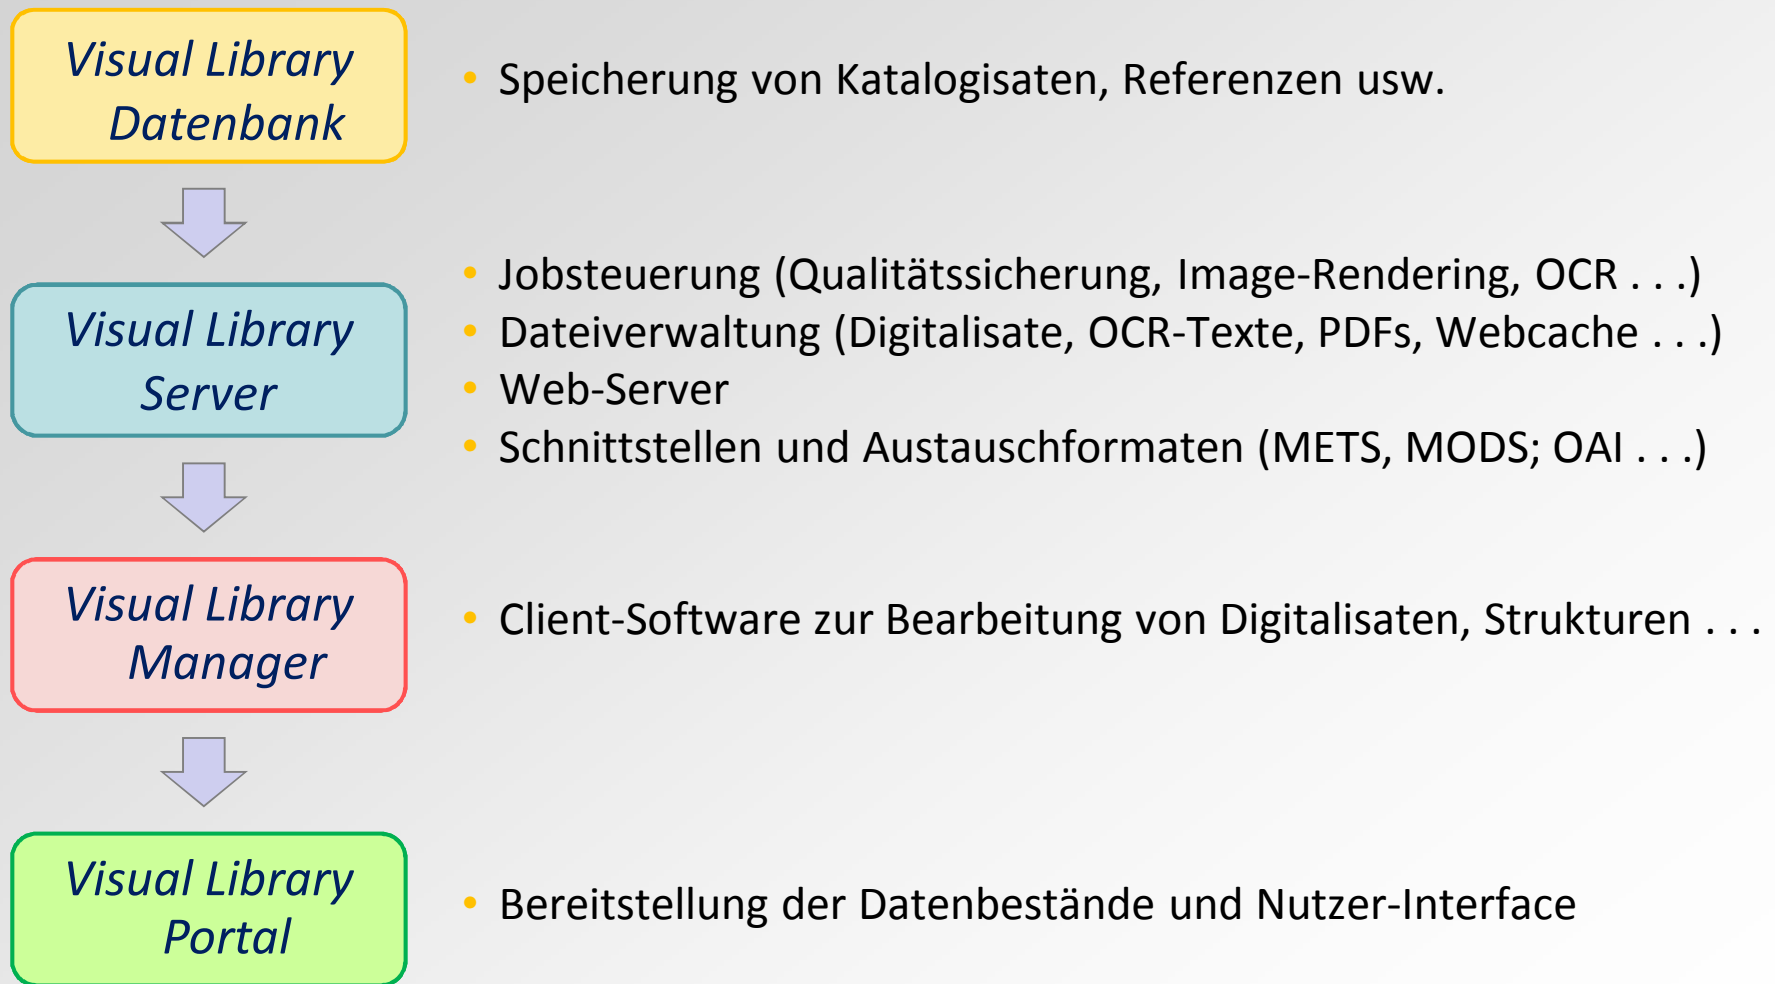 Visual Library
Datenbank
• Speicherung von Katalogisaten, Referenzen usw.
Visual Library
Server
• Jobsteuerung (Qualitätssicherung, Image-Rendering, OCR . . .)
• Dateiverwaltung (Digitalisate, OCR-Texte, PDFs, Webcache . . .)
• Web-Server
• Schnittstellen und Austauschformaten (METS, MODS; OAI . . .)
Visual Library
Manager
• Client-Software zur Bearbeitung von Digitalisaten, Strukturen . . .
Visual Library
Portal
• Bereitstellung der Datenbestände und Nutzer-Interface